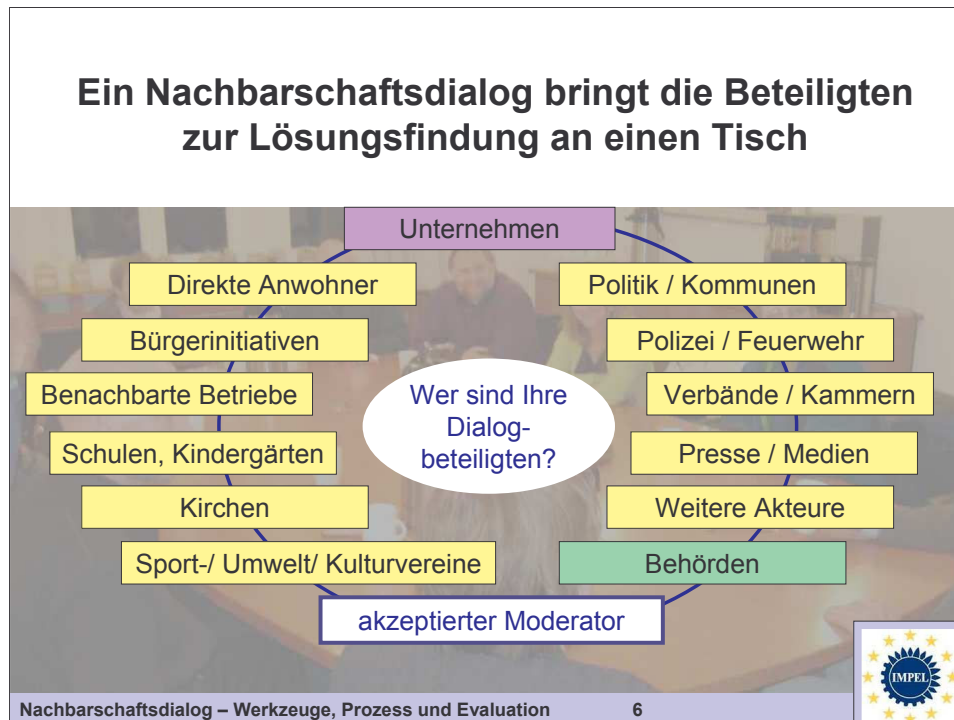 Ein Nachbarschaftsdialog bringt die Beteiligten
zur Lösungsfindung an einen Tisch
Unternehmen
Direkte Anwohner
Politik / Kommunen
Bürgerinitiativen
Polizei / Feuerwehr
Benachbarte Betriebe
Wer sind Ihre
Dialog-
beteiligten?
Verbände / Kammern
Schulen, Kindergärten
Presse / Medien
Kirchen
Weitere Akteure
Sport-/ Umwelt/ Kulturvereine
Behörden
akzeptierter Moderator
IMPEL
Nachbarschaftsdialog – Werkzeuge, Prozess und Evaluation 6